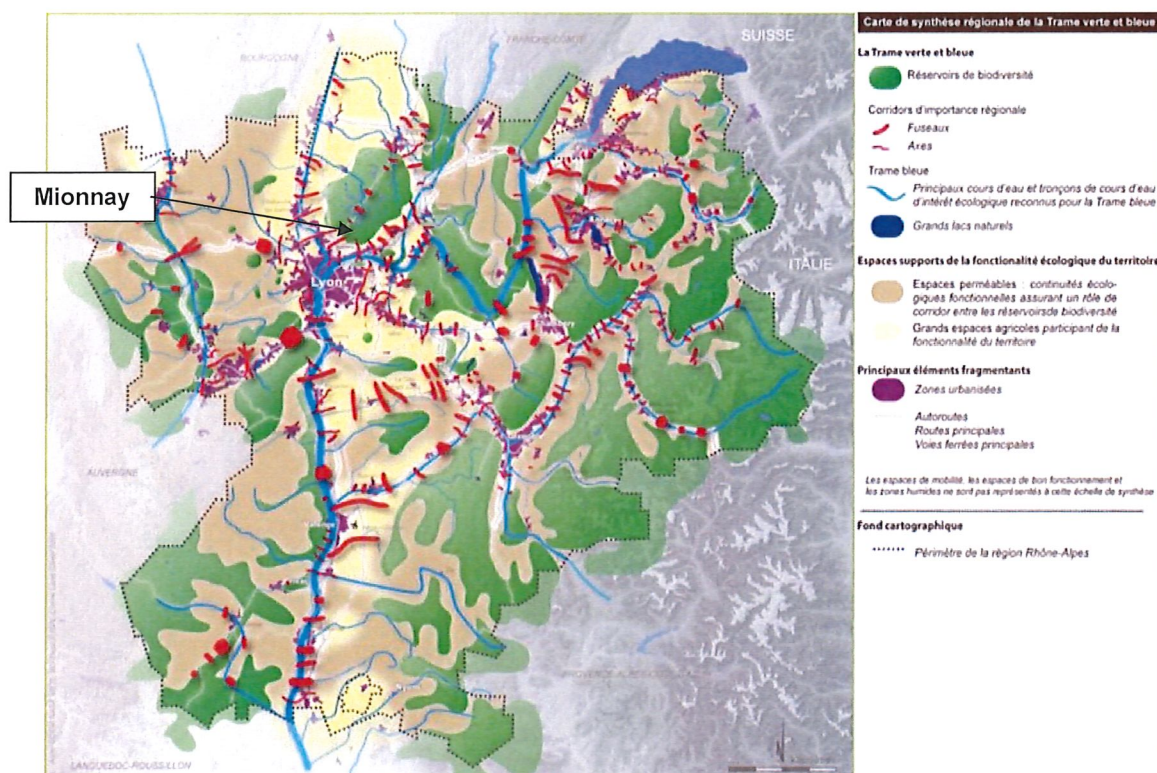 BOURGOGNE
FRANCHE-COMTÉ
SUISSE
Mionnay
Lyon
ITALIE
AUVERGNE
Valence
LANGUEDOC-ROUSSILLON
N
Carte de synthèse régionale de la Trame verte et bleue
La Trame verte et bleue
Réservoirs de biodiversité
Corridors d'importance régionale
Fuseaux
Axes
Trame bleue
Principaux cours d'eau et tronçons de cours d'eau
d'intérêt écologique reconnus pour la Trame bleue
Grands lacs naturels
Espaces supports de la fonctionalité écologique du territoire
Espaces perméables : continuités écolo-
giques fonctionnelles assurant un rôle de
corridor entre les réservoirsde biodiversité
Grands espaces agricoles participant de la
fonctionnalité du territoire
Principaux éléments fragmentants
Zones urbanisées
Autoroutes
Routes principales
Voies ferrées principales
Les espaces de mobilité, les espaces de bon fonctionnement et
les zones humides ne sont pas représentés à cette échelle de synthèse
Fond cartographique
Périmètre de la région Rhône-Alpes